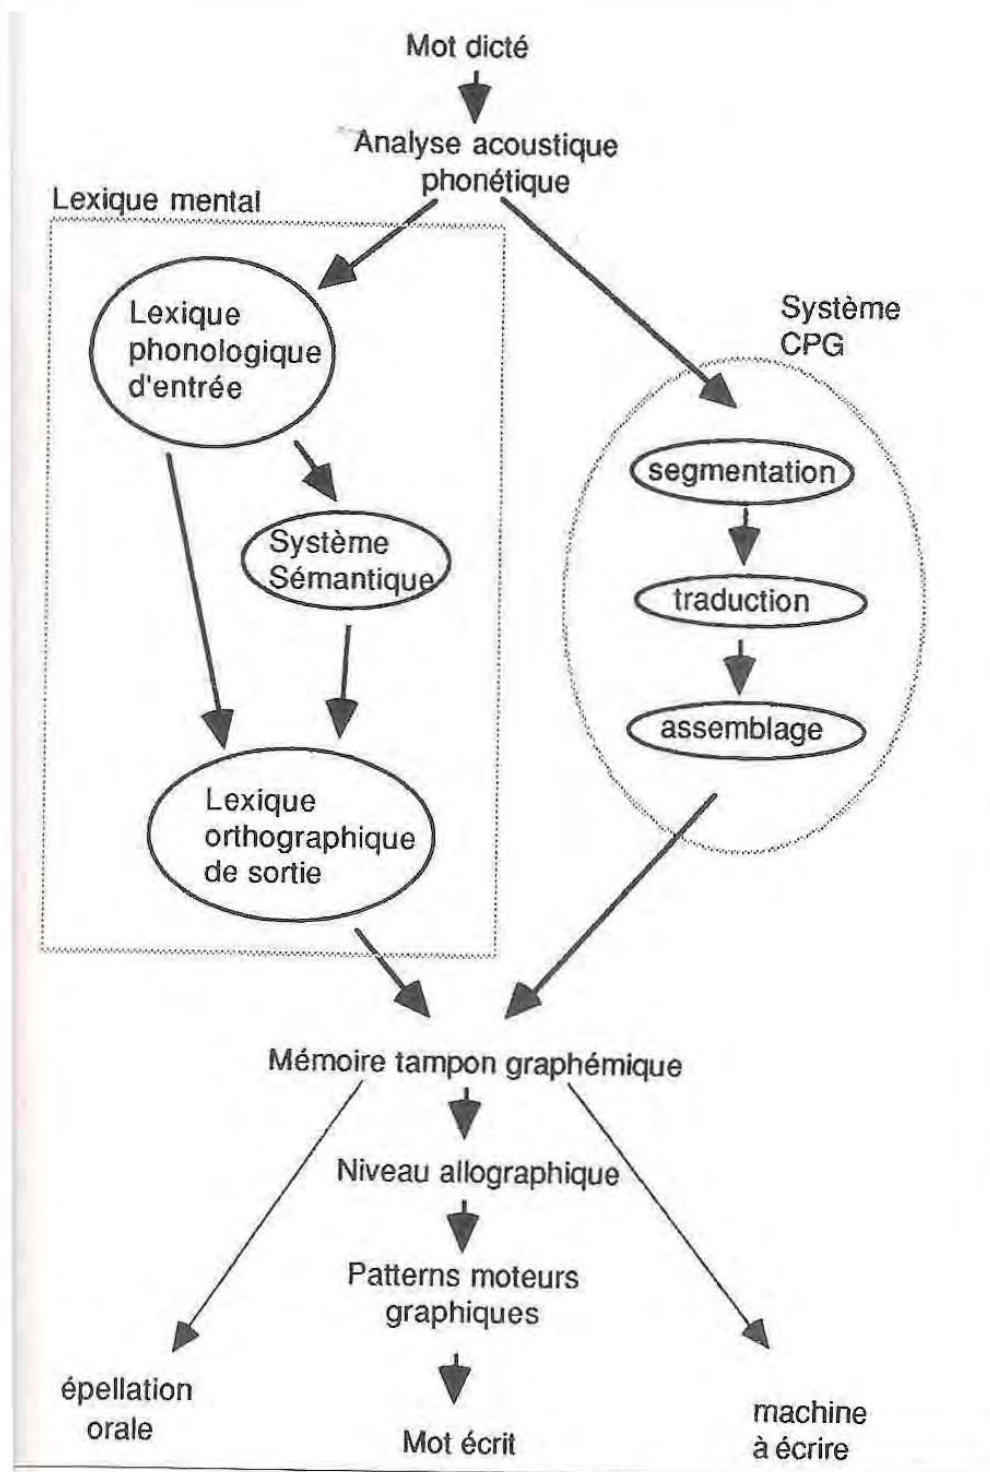 Mot dicté
Analyse acoustique
phonétique
Lexique mental
Lexique
phonologique
d'entrée
Système
CPG
segmentation
Système
Sémantique
traduction
assemblage
Lexique
orthographique
de sortie
Mémoire tampon graphémique
Niveau allographique
Patterns moteurs
graphiques
épellation
orale
Mot écrit
machine
à écrire